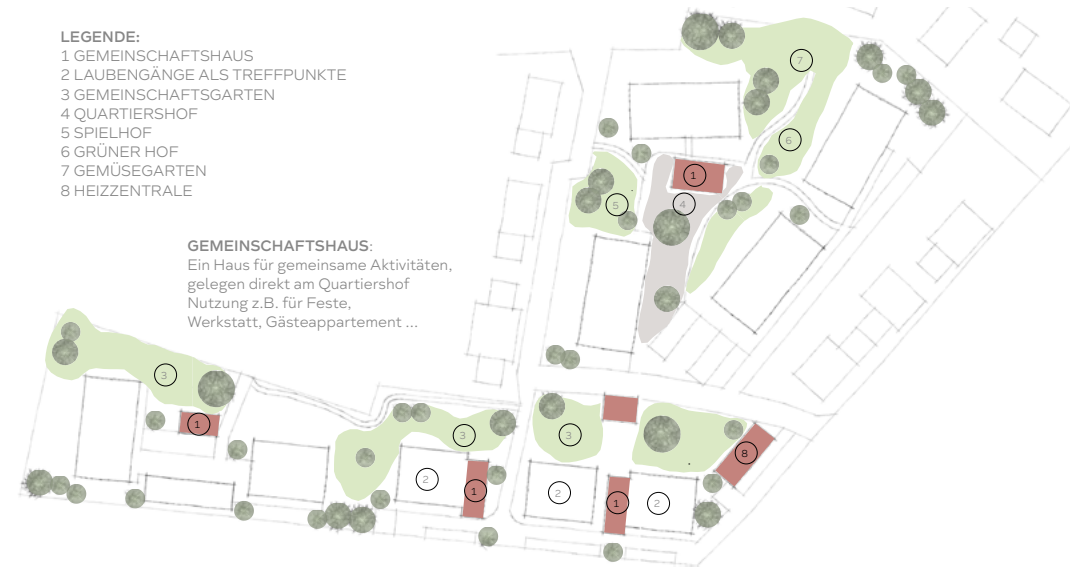 LEGENDE:
1 GEMEINSCHAFTSHAUS
2 LAUBENGÄNGE ALS TREFFPUNKTE
3 GEMEINSCHAFTSGARTEN
4 QUARTIERSHOF
5 SPIELHOF
6 GRÜNER HOF
7 GEMÜSEGARTEN
8 HEIZZENTRALE
GEMEINSCHAFTSHAUS:
Ein Haus für gemeinsame Aktivitäten,
gelegen direkt am Quartiershof
Nutzung z.B. für Feste,
Werkstatt, Gästeappartement ...
7
6
1
5
4
3
1
3
3
8
2
1
2
1
2